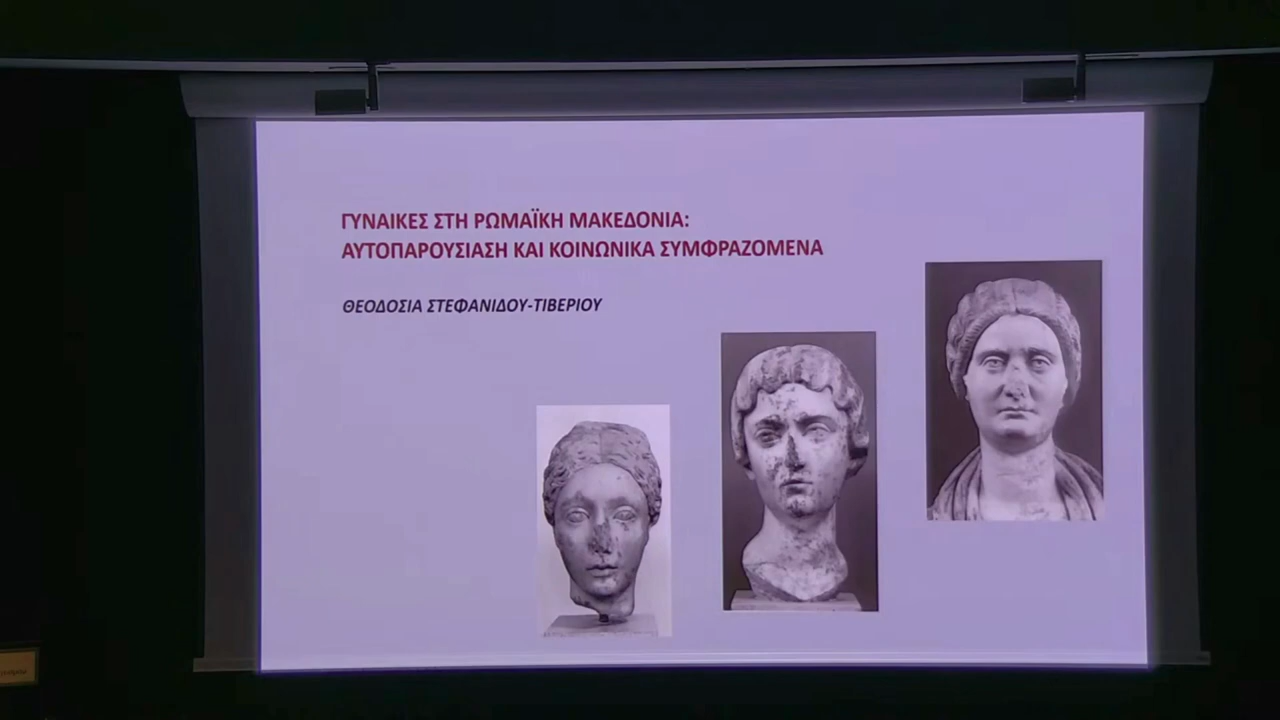 ΓΥΝΑΙΚΕΣ ΣΤΗ ΡΩΜΑΪΚΗ ΜΑΚΕΔΟΝΙΑ:
ΑΥΤΟΠΑΡΟΥΣΙΑΣΗ ΚΑΙ ΚΟΙΝΩΝΙΚΑ ΣΥΜΦΡΑΖΟΜΕΝΑ
ΘΕΟΔΟΣΙΑ ΣΤΕΦΑΝΙΔΟΥ-ΤΙΒΕΡΙΟΥ